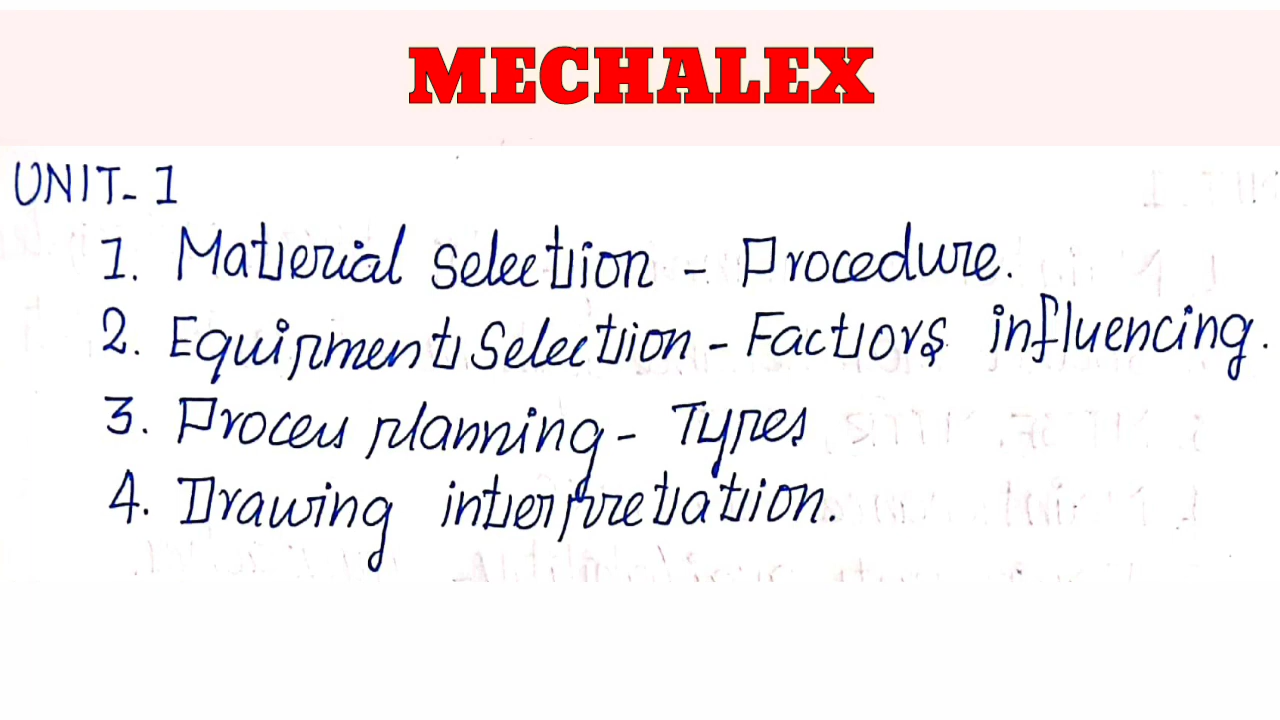 MECHALEX
UNIT-1
1. Material selection - Procedure.
2. Equipment Selection - Factors influencing.
3. Process planning - Types
4. Drawing interpretation.